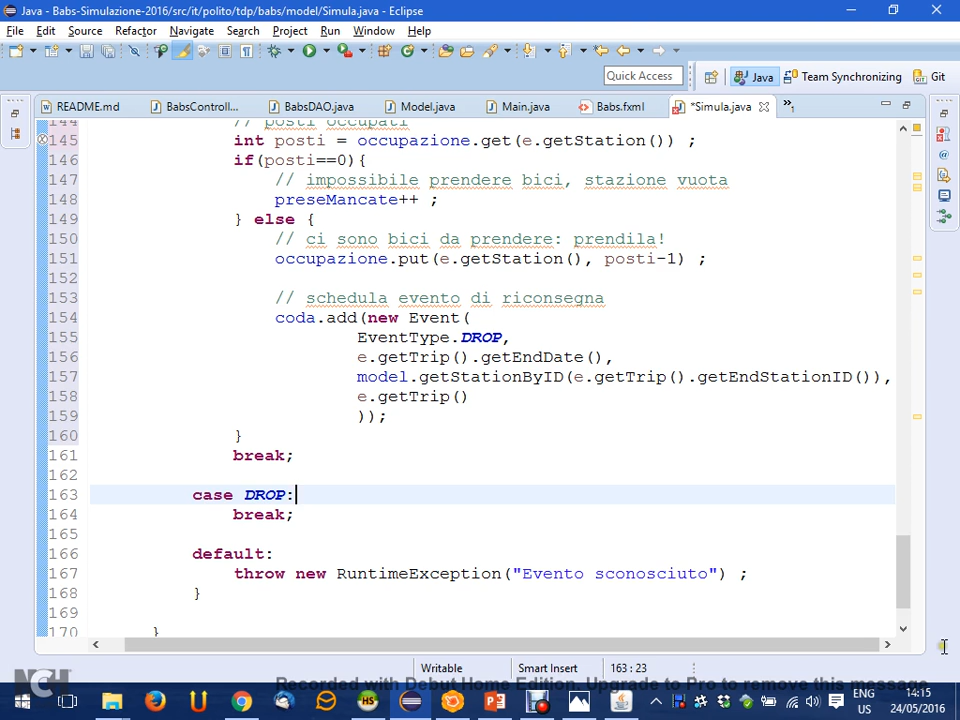 Java - Babs-Simulazione-2016/src/it/polito/tdp/babs/model/Simula.java - Eclipse
File Edit Source Refactor Navigate Search Project Run Window Help
Quick Access Java Team Synchronizing Git
README.md BabsControll... BabsDAO.java Model.java Main.java Babs.fxml *Simula.java »1
144 // posti occupati
145 int posti = occupazione.get(e.getStation()) ;
146 if(posti==0){
147 // impossibile prendere bici, stazione vuota
148 preseMancate++ ;
149 } else {
150 // ci sono bici da prendere: prendila!
151 occupazione.put(e.getStation(), posti-1) ;
152
153 // schedula evento di riconsegna
154 coda.add(new Event(
155 EventType.DROP,
156 e.getTrip().getEndDate(),
157 model.getStationByID(e.getTrip().getEndStationID()),
158 e.getTrip()
159 ));
160 }
161 break;
162
163 case DROP:
164 break;
165
166 default:
167 throw new RuntimeException("Evento sconosciuto") ;
168 }
169
170 }
Writable Smart Insert 163 : 23
NCH
Recorded with Debut Home Edition. Upgrade to Pro to remove this message
HS
ENG 14:15
US 24/05/2016